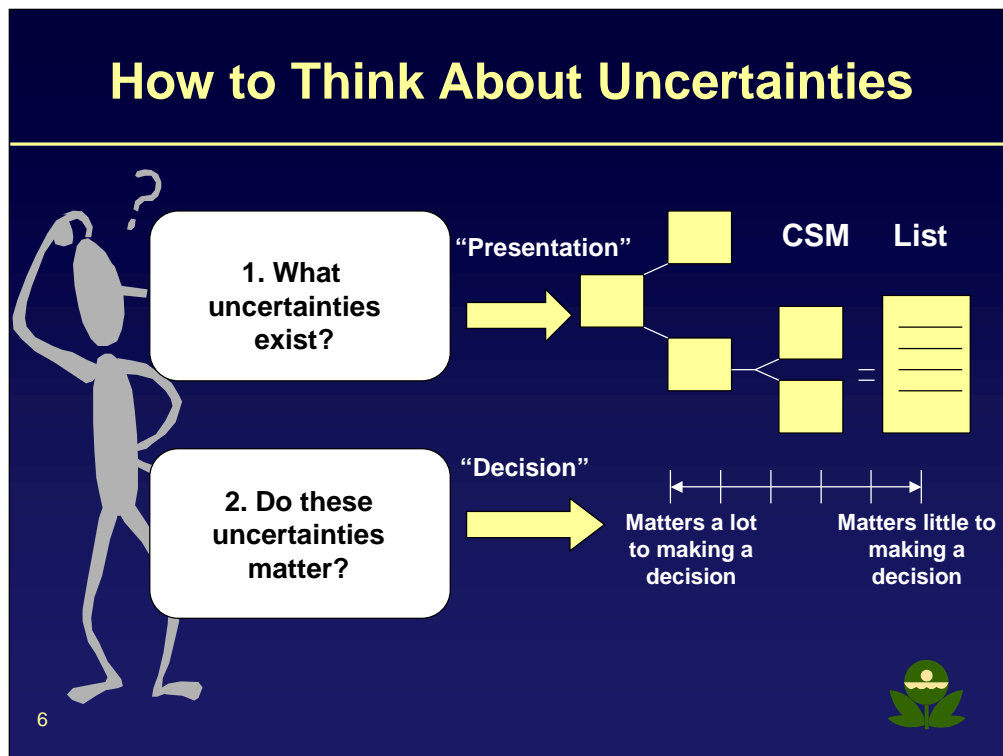 How to Think About Uncertainties
?
1. What
uncertainties
exist?
“Presentation”
CSM List
=
2. Do these
uncertainties
matter?
“Decision”
Matters a lot
to making a
decision
Matters little to
making a
decision
6